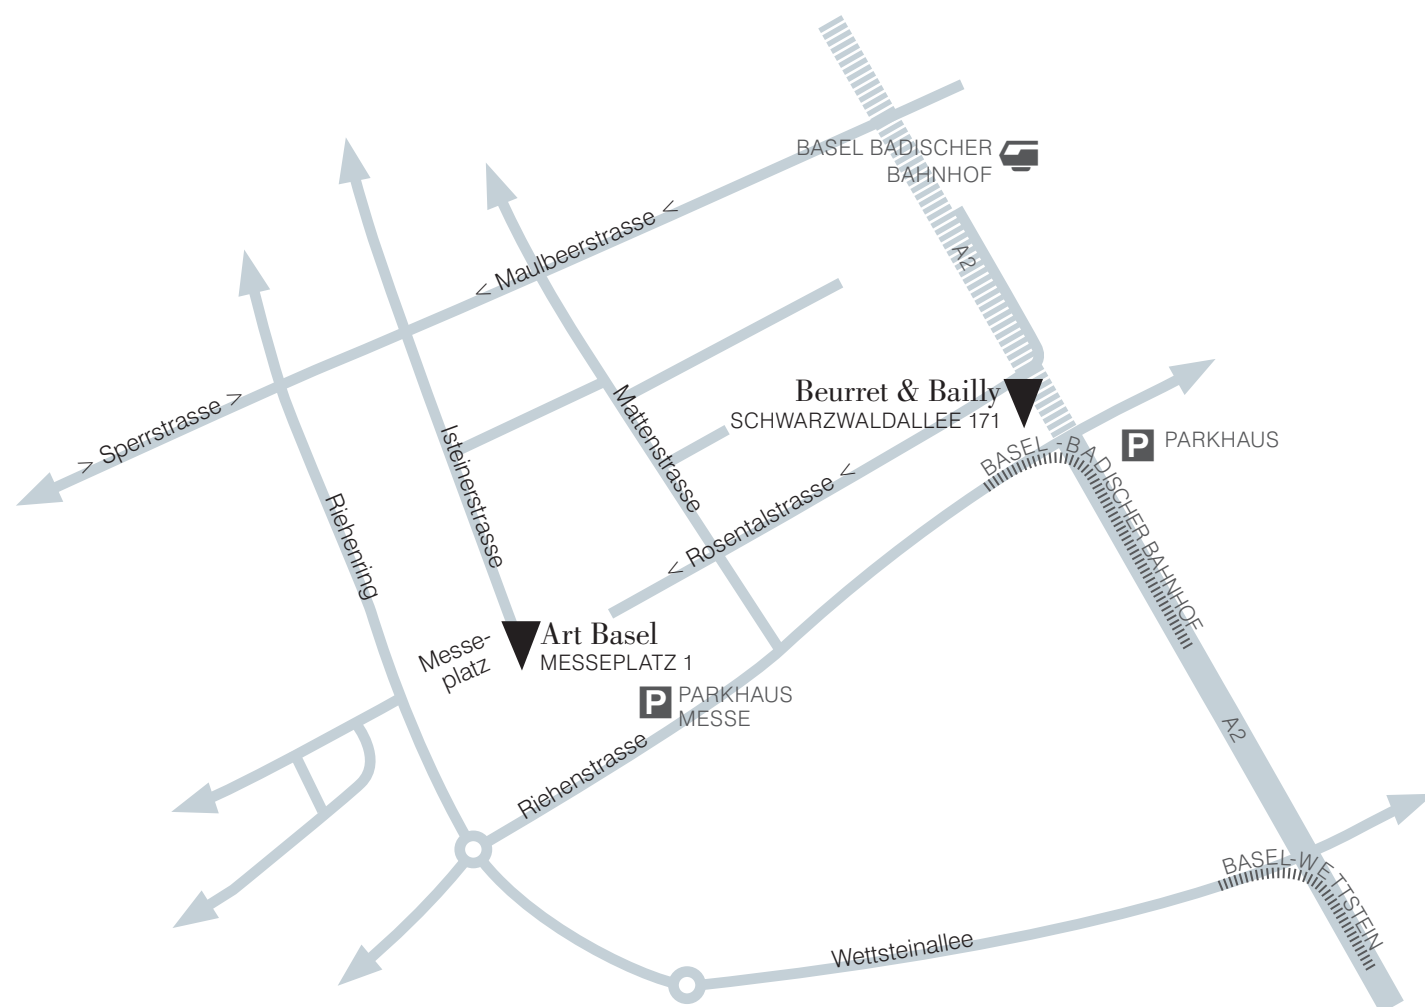 BASEL BADISCHER
BAHNHOF
< Maulbeerstrasse <
A2
> Sperrstrasse >
Isteinerstrasse
Mattenstrasse
Beurret & Bailly
SCHWARZWALDALLEE 171
P PARKHAUS
BASEL - BADISCHER BAHNHOF
< Rosentalstrasse <
Riehenring
Messe-
platz
Art Basel
MESSEPLATZ 1
P PARKHAUS
MESSE
Riehenstrasse
A2
BASEL-WETTSTEIN
Wettsteinallee